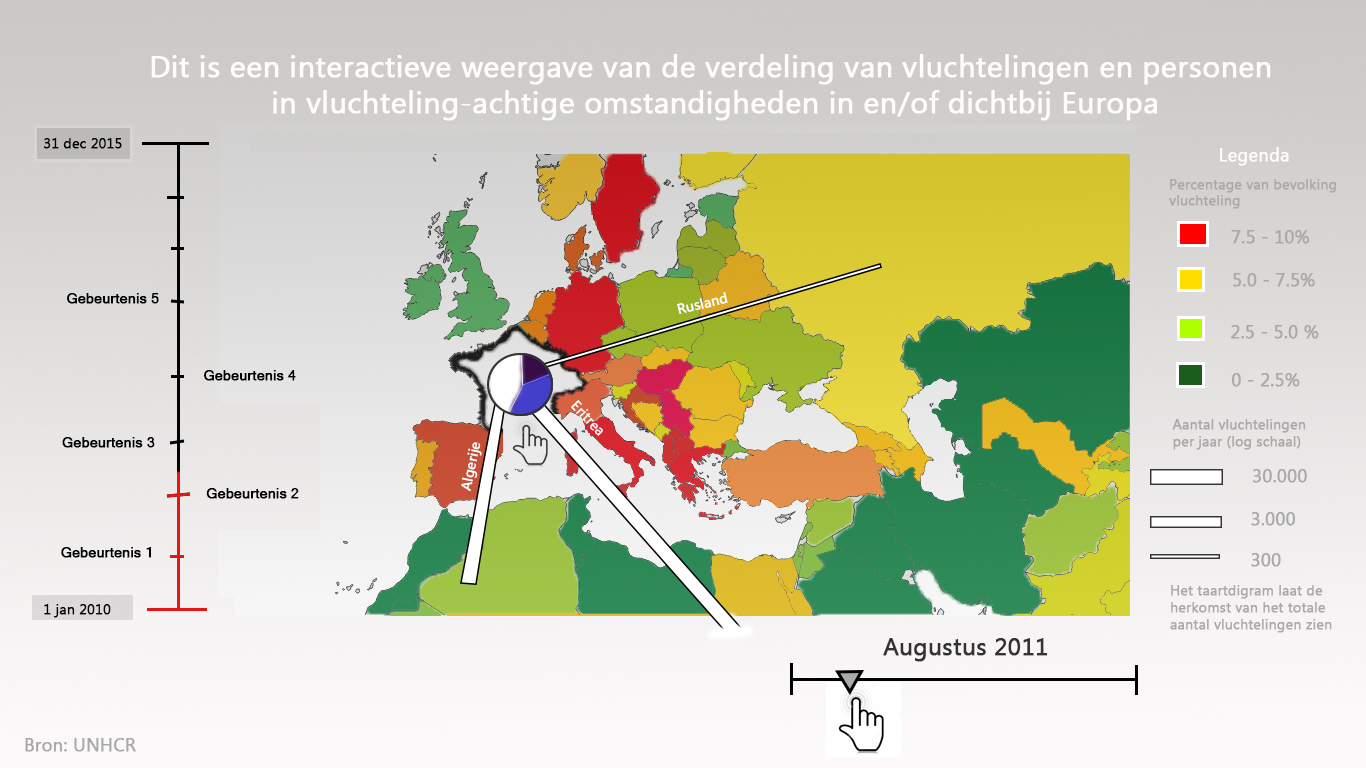 Dit is een interactieve weergave van de verdeling van vluchtelingen en personen
in vluchteling-achtige omstandigheden in en/of dichtbij Europa
31 dec 2015
Gebeurtenis 5
Gebeurtenis 4
Gebeurtenis 3
Gebeurtenis 2
Gebeurtenis 1
1 jan 2010
Rusland
Eritrea
Algerije
Legenda
Percentage van bevolking
vluchteling
7.5 - 10%
5.0 - 7.5%
2.5 - 5.0 %
0 - 2.5%
Aantal vluchtelingen
per jaar (log schaal)
30.000
3.000
300
Het taartdigram laat de
herkomst van het totale
aantal vluchtelingen zien
Augustus 2011
Bron: UNHCR